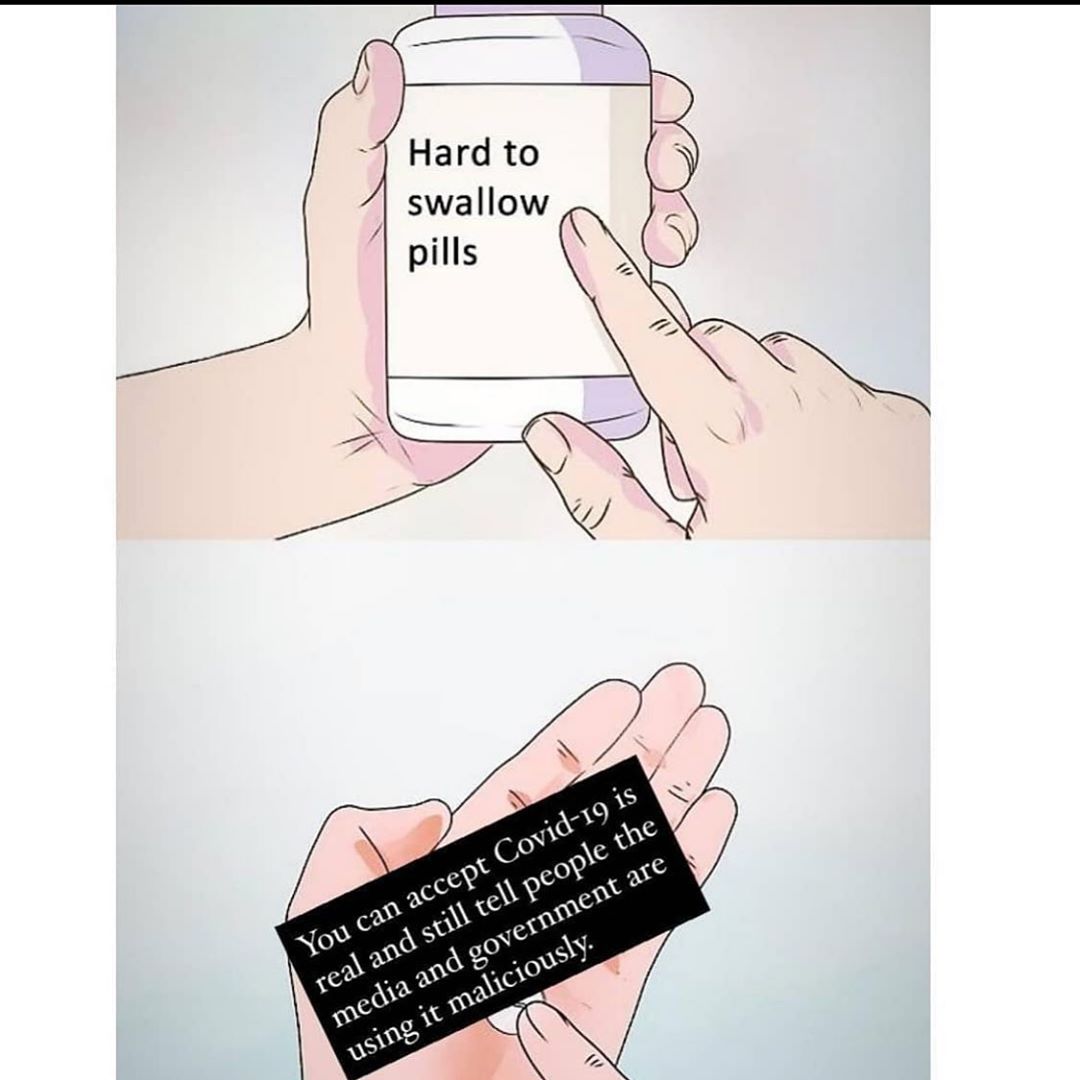 Hard to
swallow
pills
You can accept Covid-19 is
real and still tell people the
media and government are
using it maliciously.